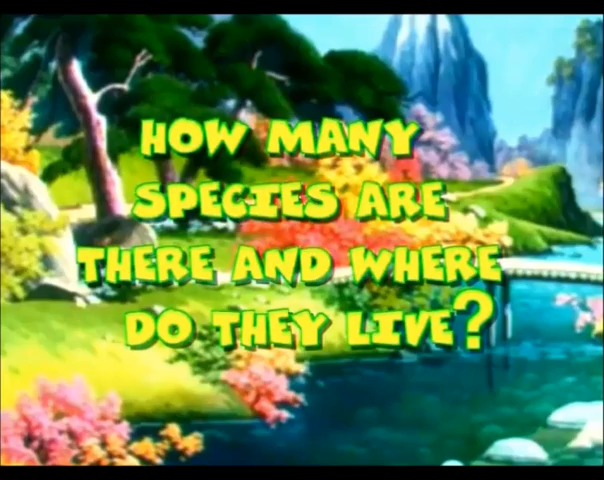 HOW MANY
SPECIES ARE
THERE AND WHERE
DO THEY LIVE?